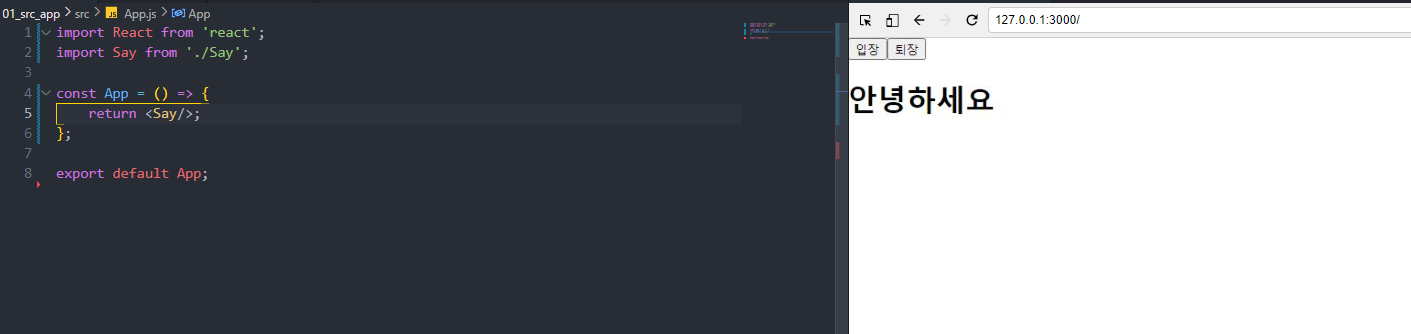 01_src_app > src > JS App.js > App
1 import React from 'react';
2 import Say from './Say';
3
4 const App = () => {
5 return <Say/>;
6 };
7
8 export default App;
127.0.0.1:3000/
입장 퇴장
안녕하세요